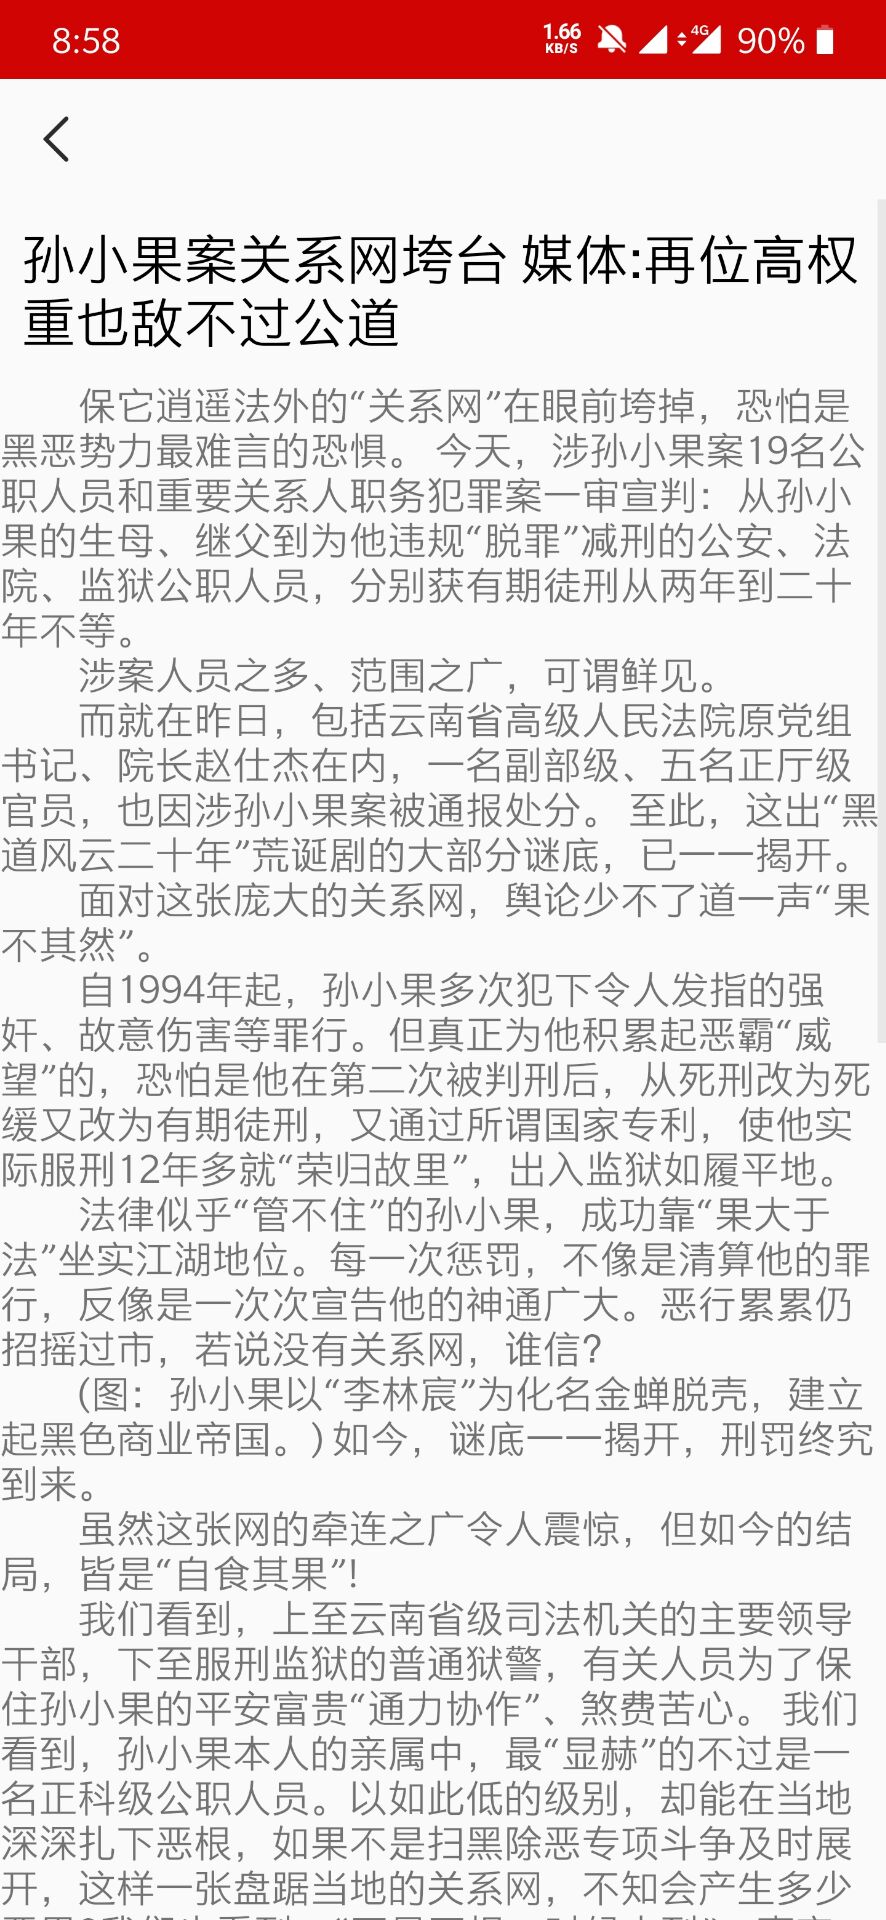 8:58
1.66
KB/S
4G
90%
孙小果案关系网垮台 媒体:再位高权
重也敌不过公道
保它逍遥法外的“关系网”在眼前垮掉，恐怕是
黑恶势力最难言的恐惧。 今天，涉孙小果案19名公
职人员和重要关系人职务犯罪案一审宣判：从孙小
果的生母、继父到为他违规“脱罪”减刑的公安、法
院、监狱公职人员，分别获有期徒刑从两年到二十
年不等。
涉案人员之多、范围之广，可谓鲜见。
而就在昨日，包括云南省高级人民法院原党组
书记、院长赵仕杰在内，一名副部级、五名正厅级
官员，也因涉孙小果案被通报处分。 至此，这出“黑
道风云二十年”荒诞剧的大部分谜底，已一一揭开。
面对这张庞大的关系网，舆论少不了道一声“果
不其然”。
自1994年起，孙小果多次犯下令人发指的强
奸、故意伤害等罪行。但真正为他积累起恶霸“威
望”的，恐怕是他在第二次被判刑后，从死刑改为死
缓又改为有期徒刑，又通过所谓国家专利，使他实
际服刑12年多就“荣归故里”，出入监狱如履平地。
法律似乎“管不住”的孙小果，成功靠“果大于
法”坐实江湖地位。每一次惩罚，不像是清算他的罪
行，反像是一次次宣告他的神通广大。恶行累累仍
招摇过市，若说没有关系网，谁信?
(图：孙小果以“李林宸”为化名金蝉脱壳，建立
起黑色商业帝国。)如今，谜底一一揭开，刑罚终究
到来。
虽然这张网的牵连之广令人震惊，但如今的结
局，皆是“自食其果”!
我们看到，上至云南省级司法机关的主要领导
干部，下至服刑监狱的普通狱警，有关人员为了保
住孙小果的平安富贵“通力协作”、煞费苦心。 我们
看到，孙小果本人的亲属中，最“显赫”的不过是一
名正科级公职人员。以如此低的级别，却能在当地
深深扎下恶根，如果不是扫黑除恶专项斗争及时展
开，这样一张盘踞当地的关系网，不知会产生多少